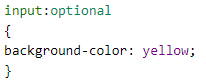 input:optional
{
background-color: yellow;
}